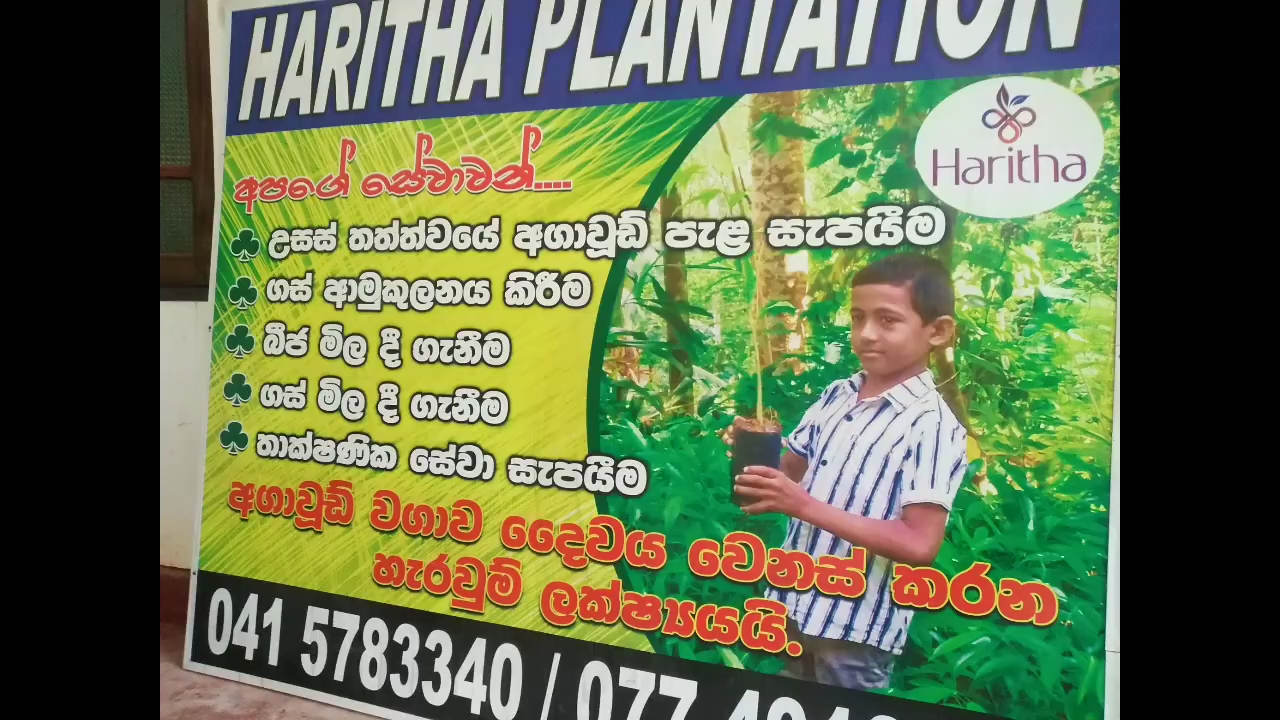 HARITHA PLANTATION
Haritha
අපගේ සේවාවන්....
උසස් තත්ත්වයේ අගාවූඩ් පැළ සැපයීම
ගස් ආමුකුලනය කිරීම
බීජ මිල දී ගැනීම
ගස් මිල දී ගැනීම
තාක්ෂණික සේවා සැපයීම
අගාවූඩ් වගාව දෛවය වෙනස් කරන
හැරවුම් ලක්ෂ්‍යයයි.
041 5783340 / 077